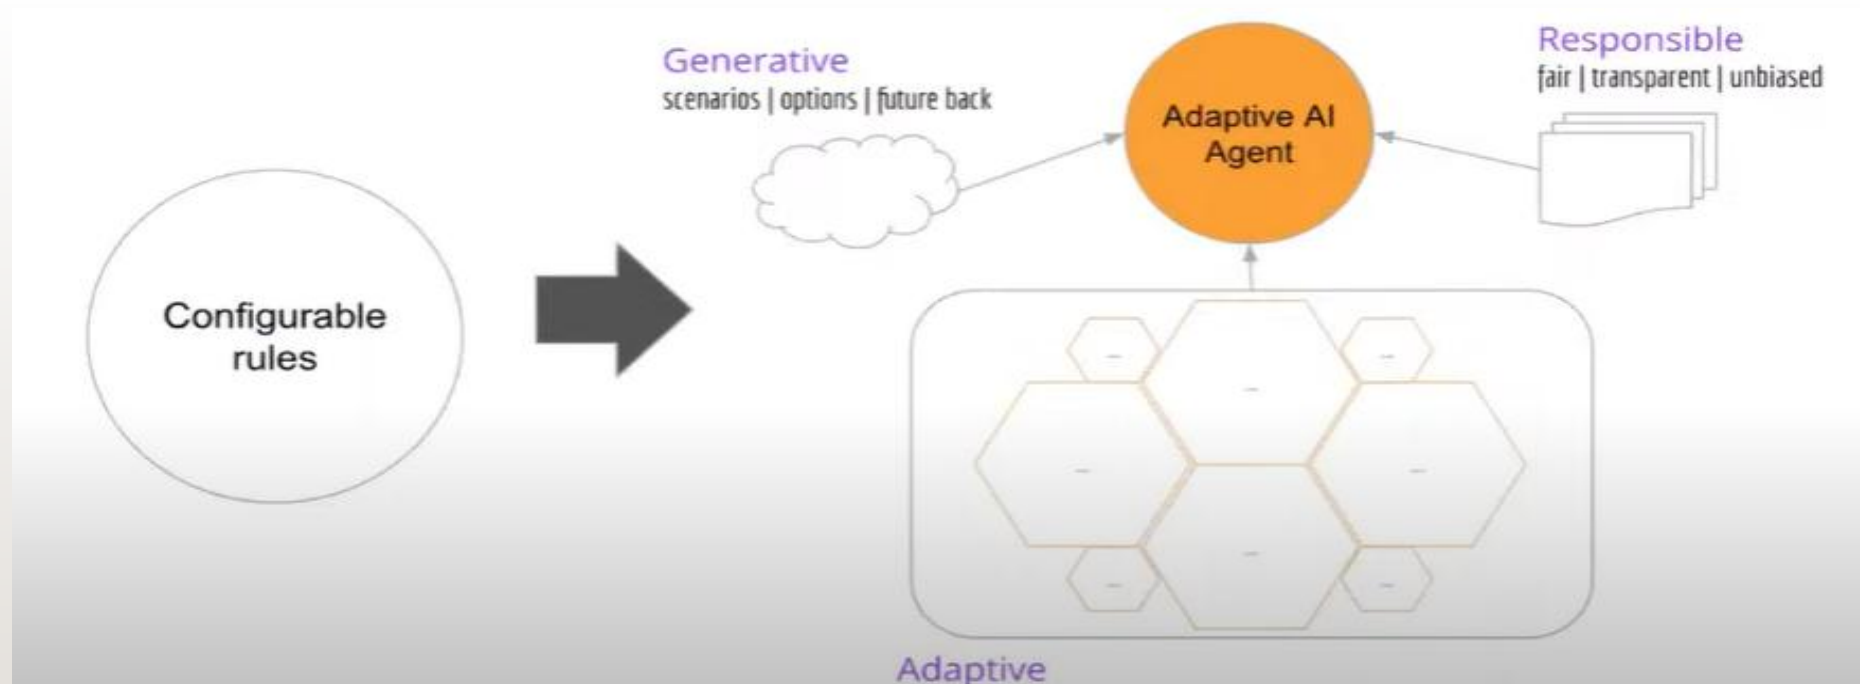 Generative
scenarios | options | future back
Responsible
fair | transparent | unbiased
Adaptive AI
Agent
Configurable
rules
Adaptive